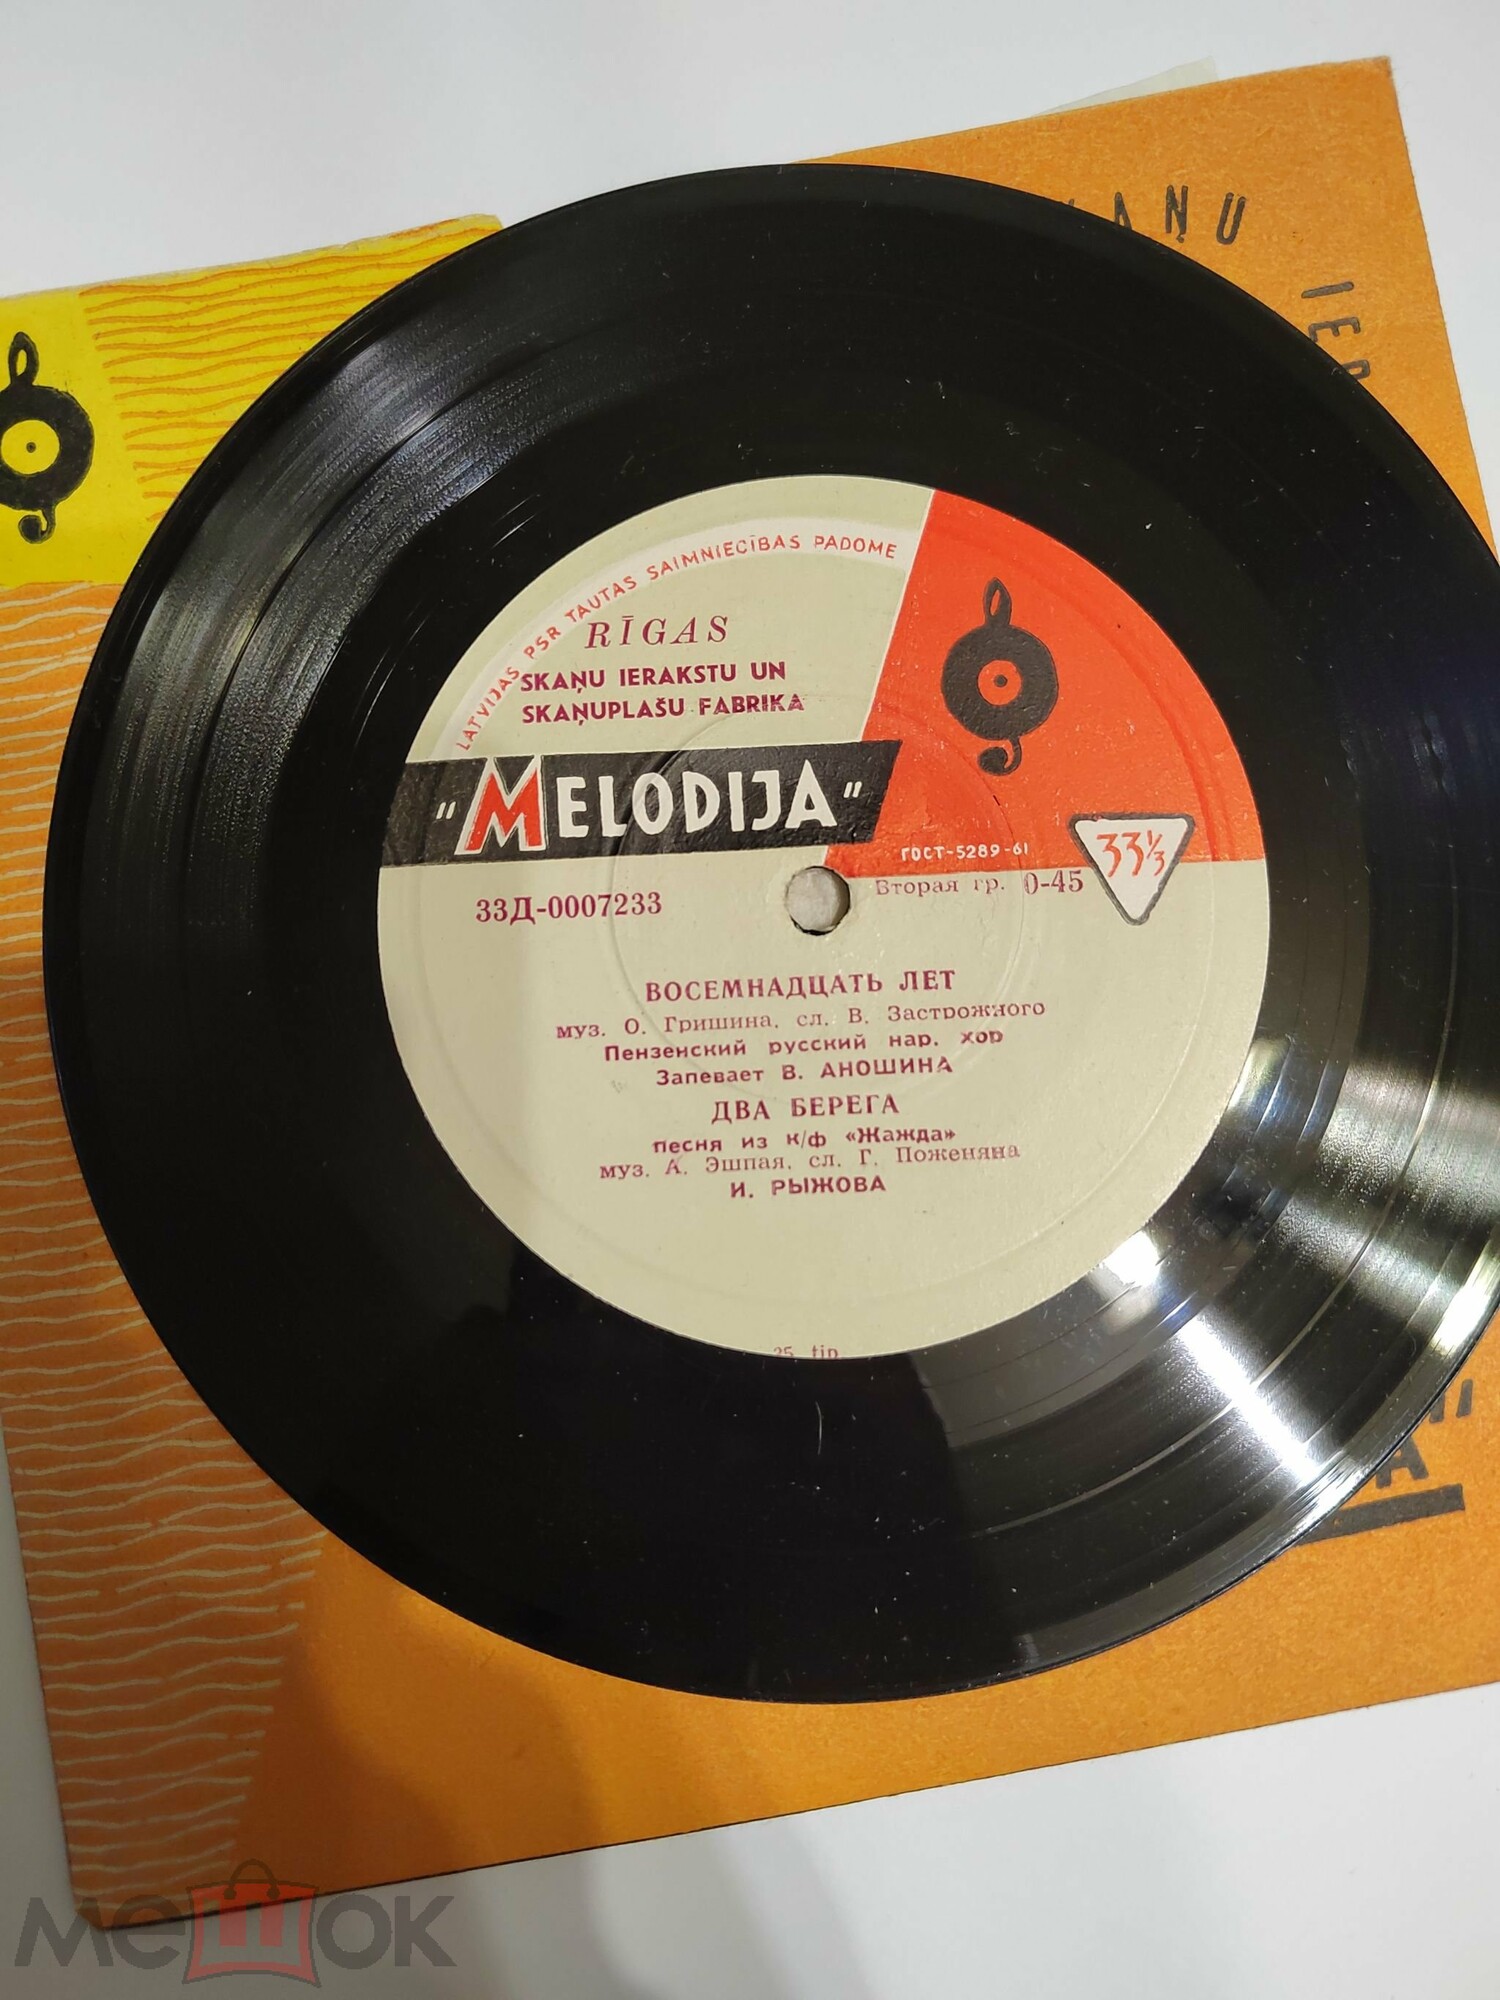 LATVIJAS PSR TAUTAS SAIMNIECĪBAS PADOME
RĪGAS
SKAŅU IERAKSTU UN
SKAŅUPLAŠU FABRIKA
"MELODIJA"
ГОСТ-5289-61
33⅓
33Д-0007233
Вторая гр. 0-45
ВОСЕМНАДЦАТЬ ЛЕТ
муз. О. Гришина, сл. В. Застрожного
Пензенский русский нар. хор
Запевает В. АНОШИНА
ДВА БЕРЕГА
песня из к/ф «Жажда»
муз. А. Эшпая, сл. Г. Поженяна
И. РЫЖОВА
25 tip
мешок